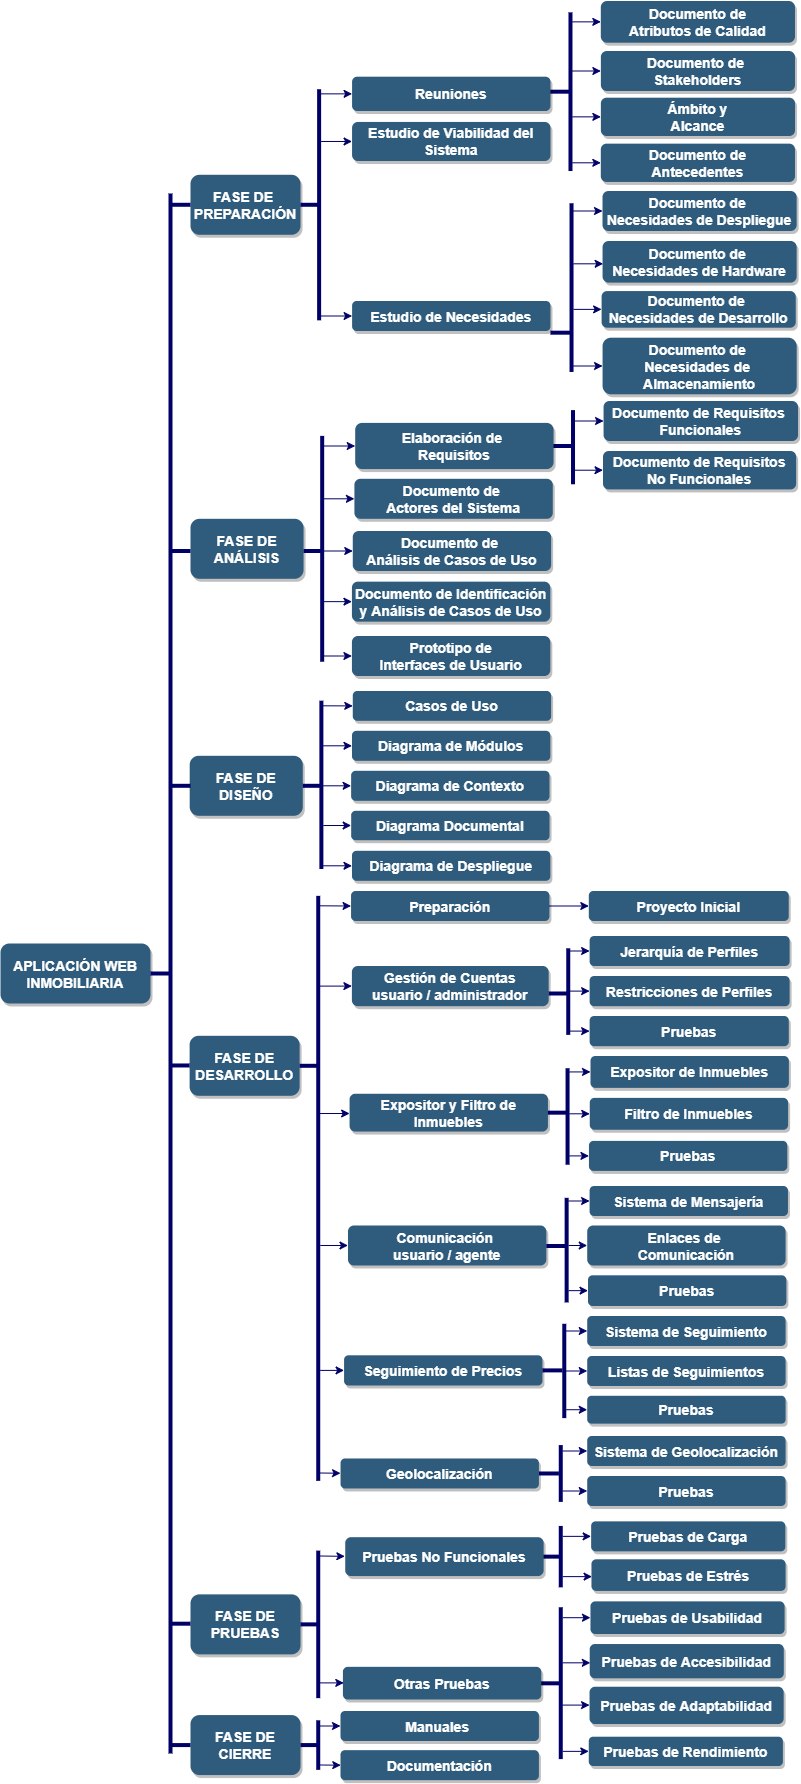 APLICACIÓN WEB
INMOBILIARIA
FASE DE
PREPARACIÓN
Reuniones
Documento de
Atributos de Calidad
Documento de
Stakeholders
Ámbito y
Alcance
Documento de
Antecedentes
Estudio de Viabilidad del
Sistema
Estudio de Necesidades
Documento de
Necesidades de Despliegue
Documento de
Necesidades de Hardware
Documento de
Necesidades de Desarrollo
Documento de
Necesidades de
Almacenamiento
FASE DE
ANÁLISIS
Elaboración de
Requisitos
Documento de Requisitos
Funcionales
Documento de Requisitos
No Funcionales
Documento de
Actores del Sistema
Documento de
Análisis de Casos de Uso
Documento de Identificación
y Análisis de Casos de Uso
Prototipo de
Interfaces de Usuario
FASE DE
DISEÑO
Casos de Uso
Diagrama de Módulos
Diagrama de Contexto
Diagrama Documental
Diagrama de Despliegue
FASE DE
DESARROLLO
Preparación
Proyecto Inicial
Gestión de Cuentas
usuario / administrador
Jerarquía de Perfiles
Restricciones de Perfiles
Pruebas
Expositor y Filtro de
Inmuebles
Expositor de Inmuebles
Filtro de Inmuebles
Pruebas
Comunicación
usuario / agente
Sistema de Mensajería
Enlaces de
Comunicación
Pruebas
Seguimiento de Precios
Sistema de Seguimiento
Listas de Seguimientos
Pruebas
Geolocalización
Sistema de Geolocalización
Pruebas
FASE DE
PRUEBAS
Pruebas No Funcionales
Pruebas de Carga
Pruebas de Estrés
Otras Pruebas
Pruebas de Usabilidad
Pruebas de Accesibilidad
Pruebas de Adaptabilidad
Pruebas de Rendimiento
FASE DE
CIERRE
Manuales
Documentación